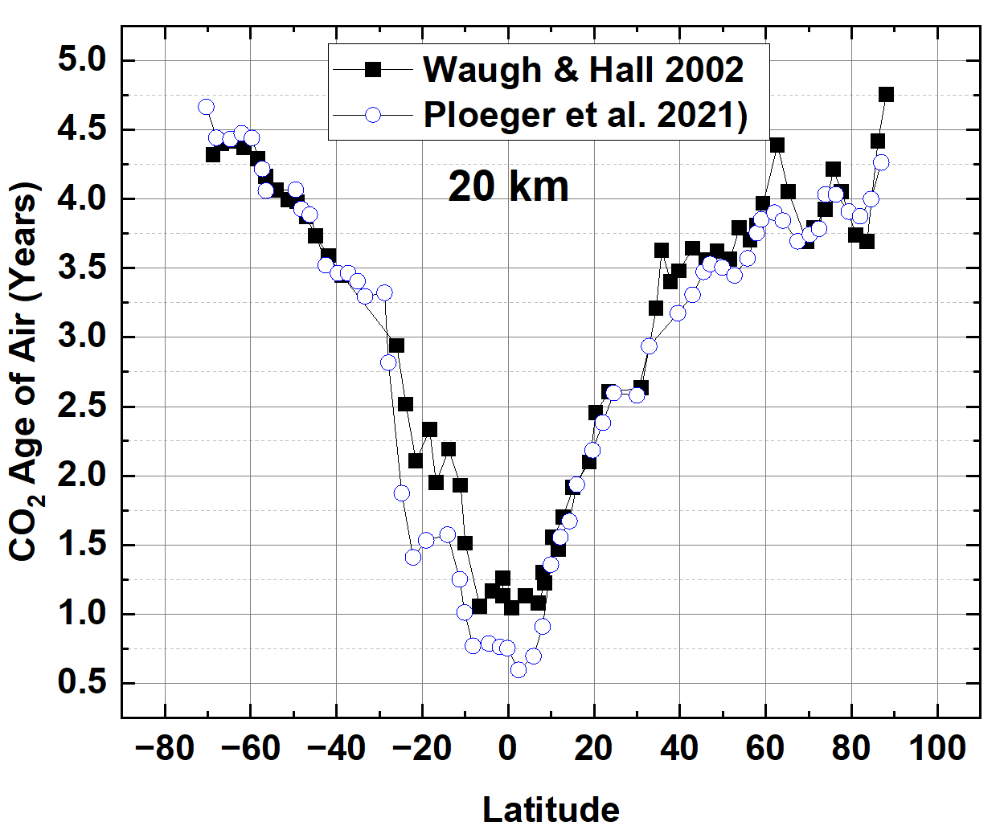 Waugh & Hall 2002
Ploeger et al. 2021)
20 km
CO2 Age of Air (Years)
5.0
4.5
4.0
3.5
3.0
2.5
2.0
1.5
1.0
0.5
−80 −60 −40 −20 0 20 40 60 80 100
Latitude